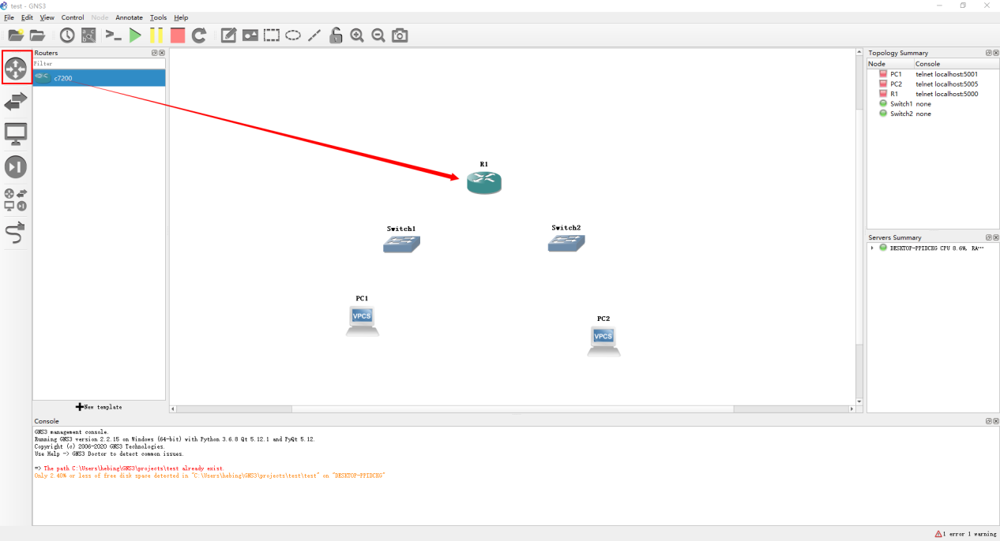 test - GNS3
File Edit View Control Node Annotate Tools Help
Routers
Filter
c7200
New template
R1
Switch1
Switch2
PC1
VPCS
PC2
VPCS
Topology Summary
Node Console
PC1 telnet localhost:5001
PC2 telnet localhost:5005
R1 telnet localhost:5000
Switch1 none
Switch2 none
Servers Summary
DESKTOP-PPIDCKG CPU 8.6%, RA···
Console
GNS3 management console.
Running GNS3 version 2.2.15 on Windows (64-bit) with Python 3.6.8 Qt 5.12.1 and PyQt 5.12.
Copyright (c) 2006-2020 GNS3 Technologies.
Use Help -> GNS3 Doctor to detect common issues.
=> The path C:\Users\hebing\GNS3\projects\test already exist.
Only 2.40% or less of free disk space detected in "C:\Users\hebing\GNS3\projects\test\test" on "DESKTOP-PPIDCKG"
1 error 1 warning